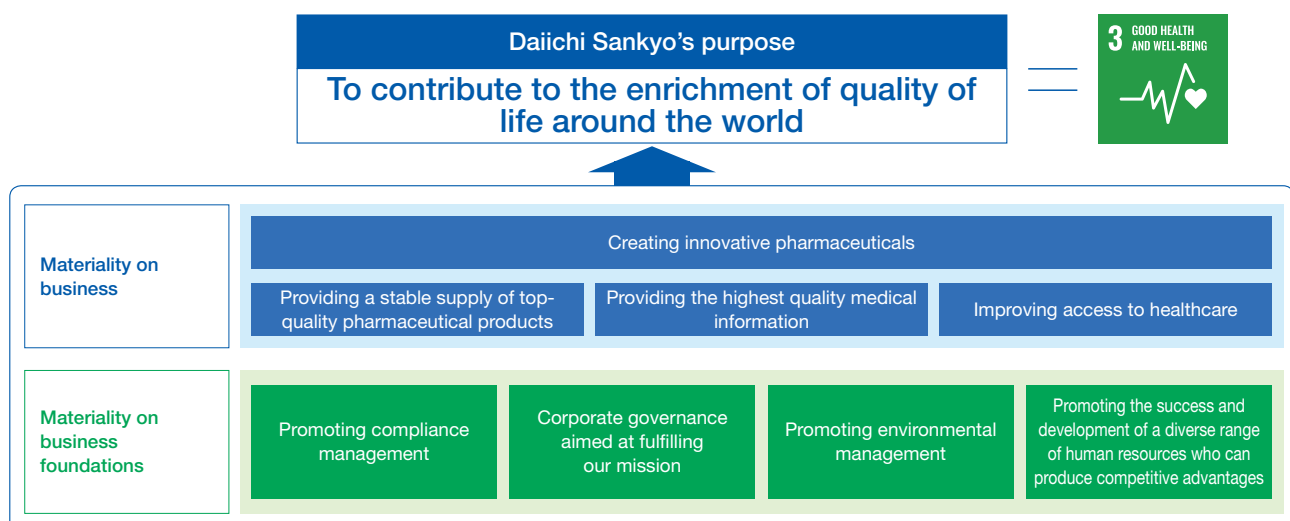 Daiichi Sankyo's purpose
To contribute to the enrichment of quality of
life around the world
3 GOOD HEALTH
AND WELL-BEING
Materiality on
business
Creating innovative pharmaceuticals
Providing a stable supply of top-
quality pharmaceutical products
Providing the highest quality medical
information
Improving access to healthcare
Materiality on
business
foundations
Promoting compliance
management
Corporate governance
aimed at fulfilling
our mission
Promoting environmental
management
Promoting the success and
development of a diverse range
of human resources who can
produce competitive advantages